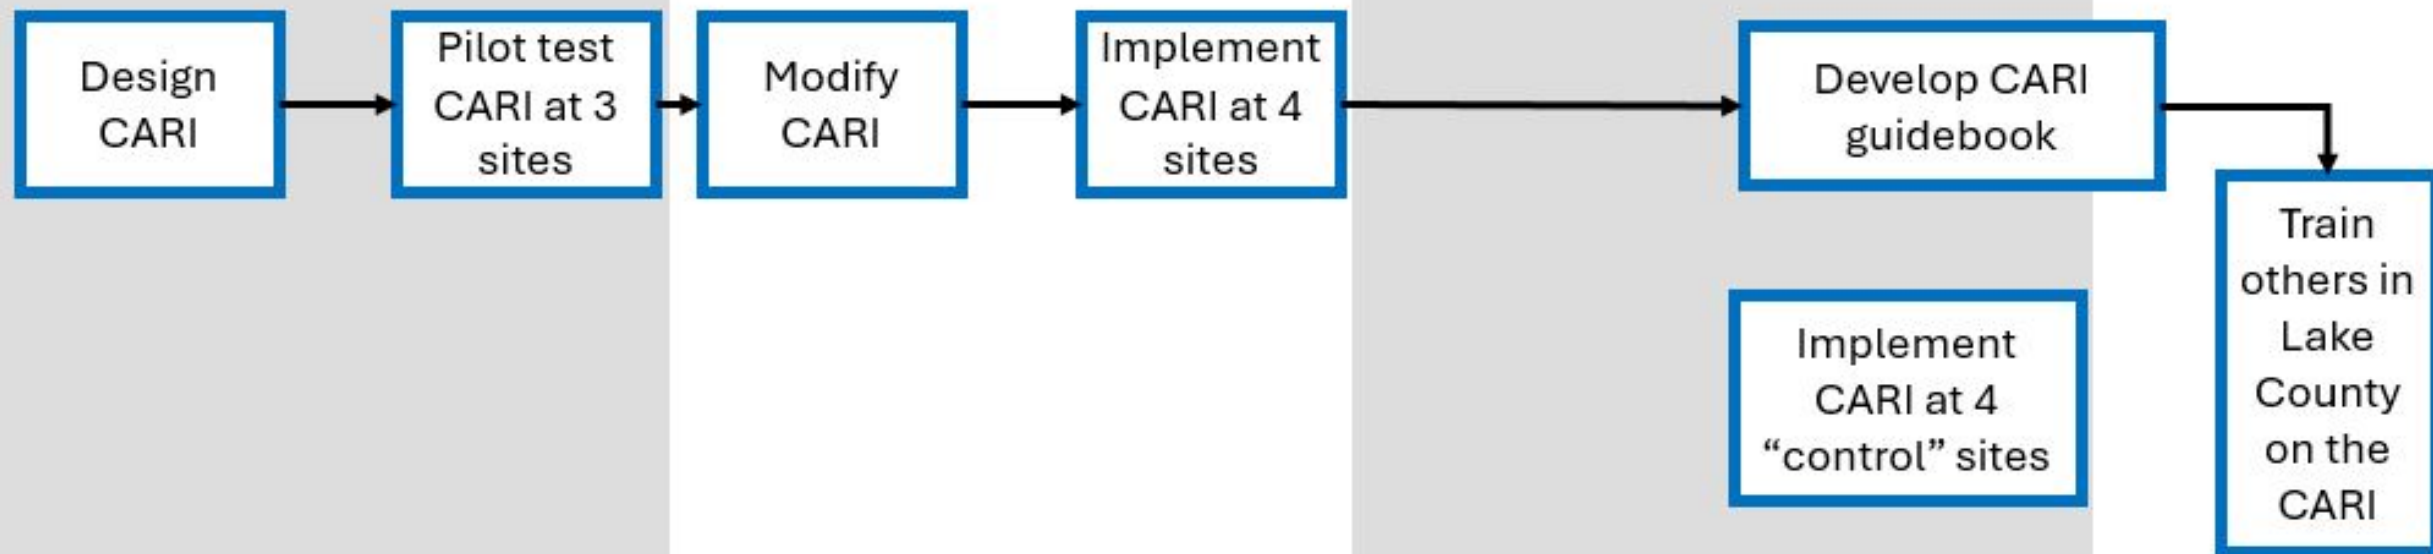 Design
CARI
Pilot test
CARI at 3
sites
Modify
CARI
Implement
CARI at 4
sites
Develop CARI
guidebook
Train
others in
Lake
County
on the
CARI
Implement
CARI at 4
“control” sites